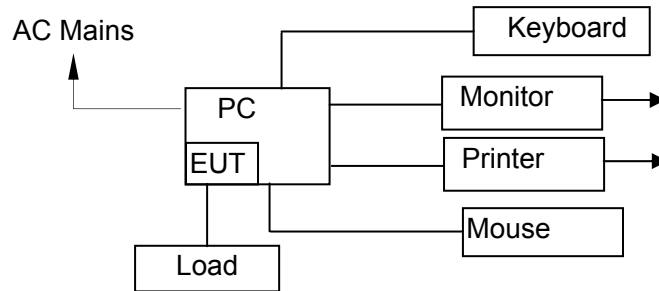 Keyboard
AC Mains
PC
Monitor
EUT
Printer
Mouse
Load